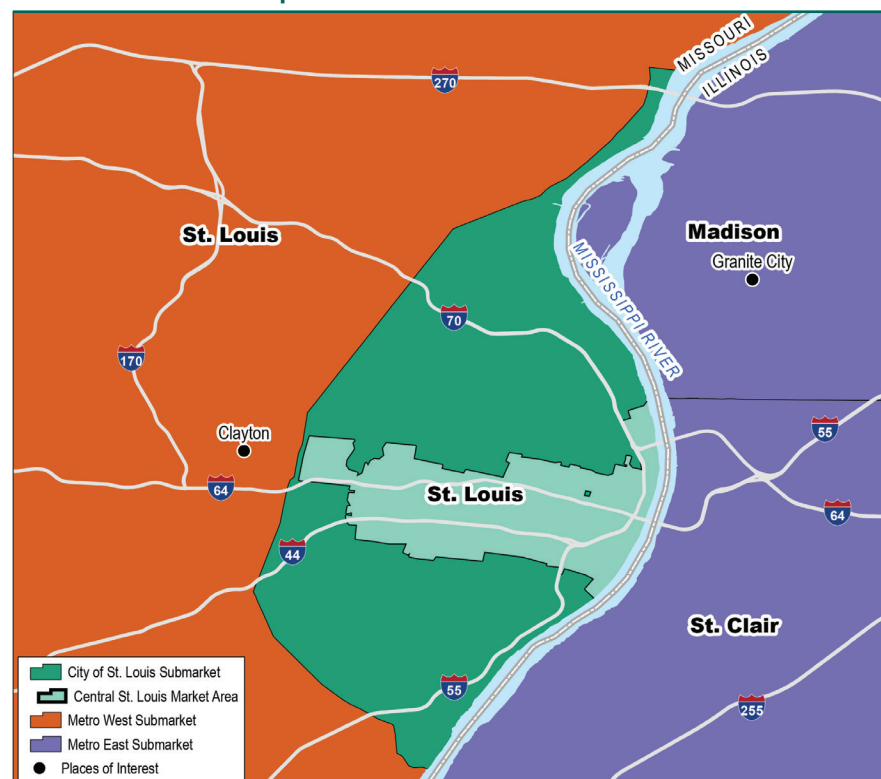 MISSOURI
ILLINOIS
270
St. Louis
Madison
Granite City
MISSISSIPPI RIVER
70
170
Clayton
55
64
St. Louis
64
44
St. Clair
55
255
City of St. Louis Submarket
Central St. Louis Market Area
Metro West Submarket
Metro East Submarket
Places of Interest